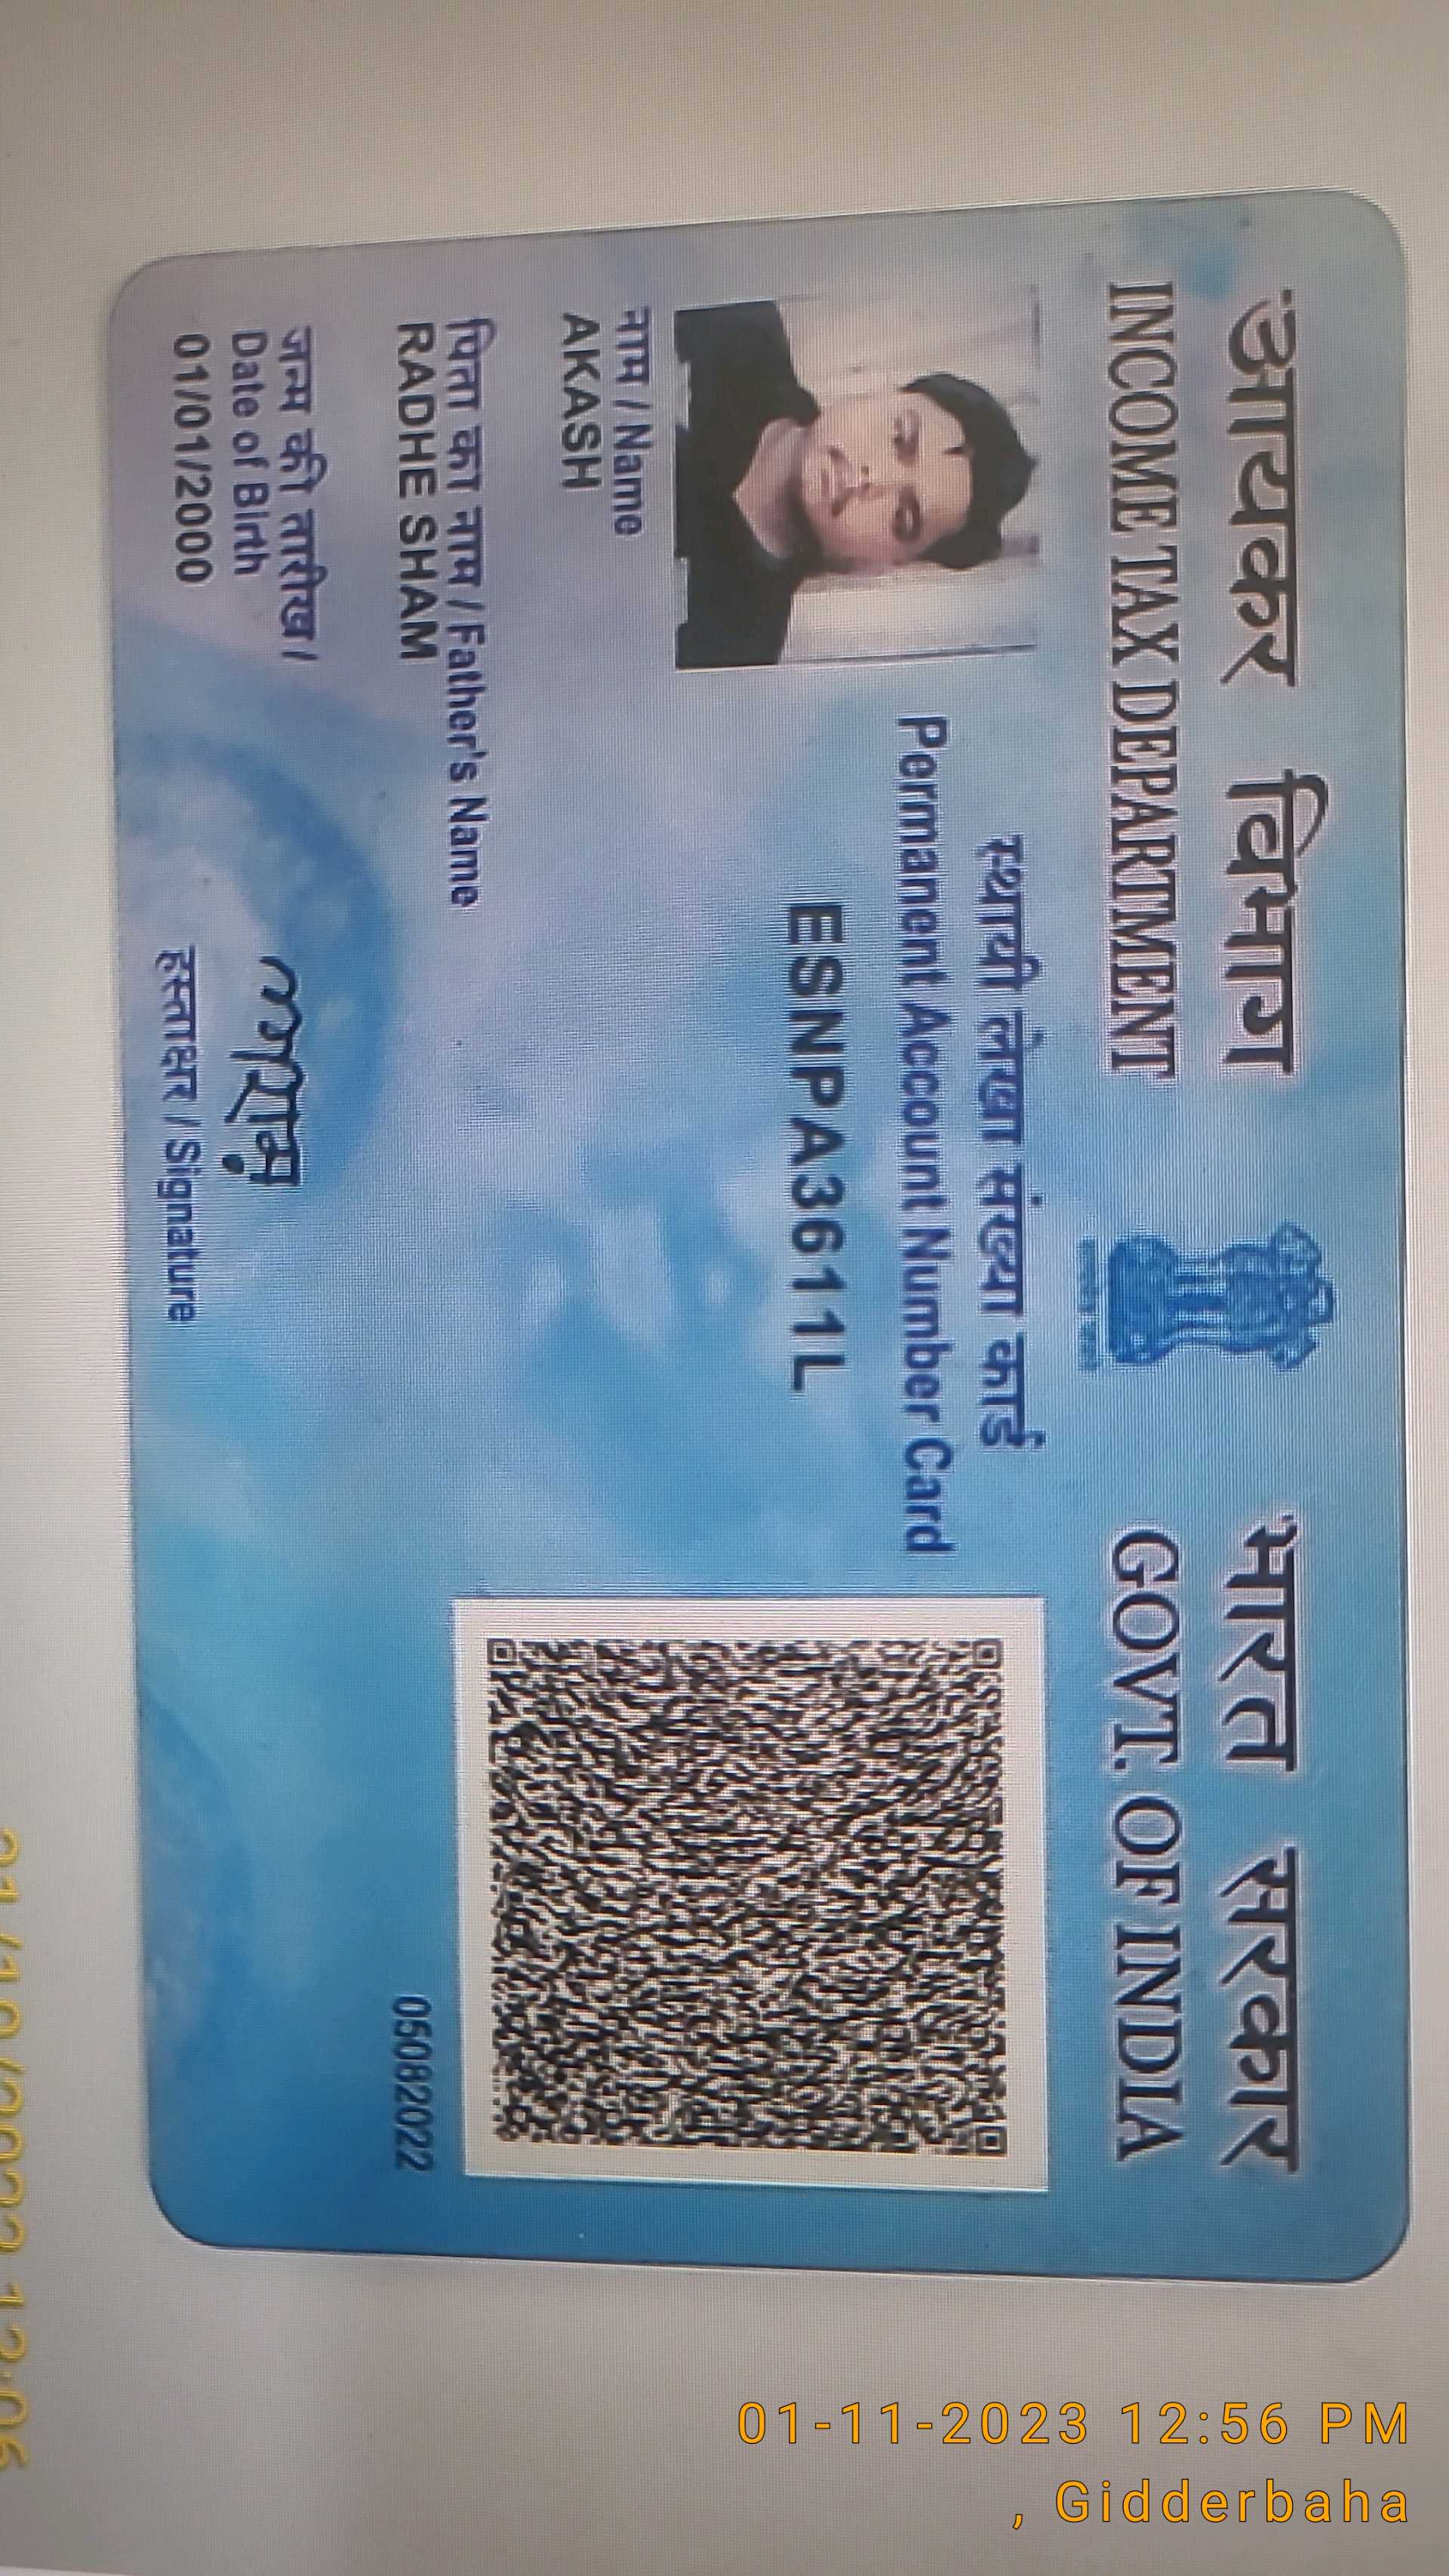 आयकर विभाग
INCOME TAX DEPARTMENT
भारत सरकार
GOVT. OF INDIA
स्थायी लेखा संख्या कार्ड
Permanent Account Number Card
ESNPA3611L
नाम / Name
AKASH
पिता का नाम / Father's Name
RADHE SHAM
जन्म की तारीख /
Date of Birth
01/01/2000
हस्ताक्षर / Signature
05082022
01-11-2023 12:56 PM
, Gidderbaha